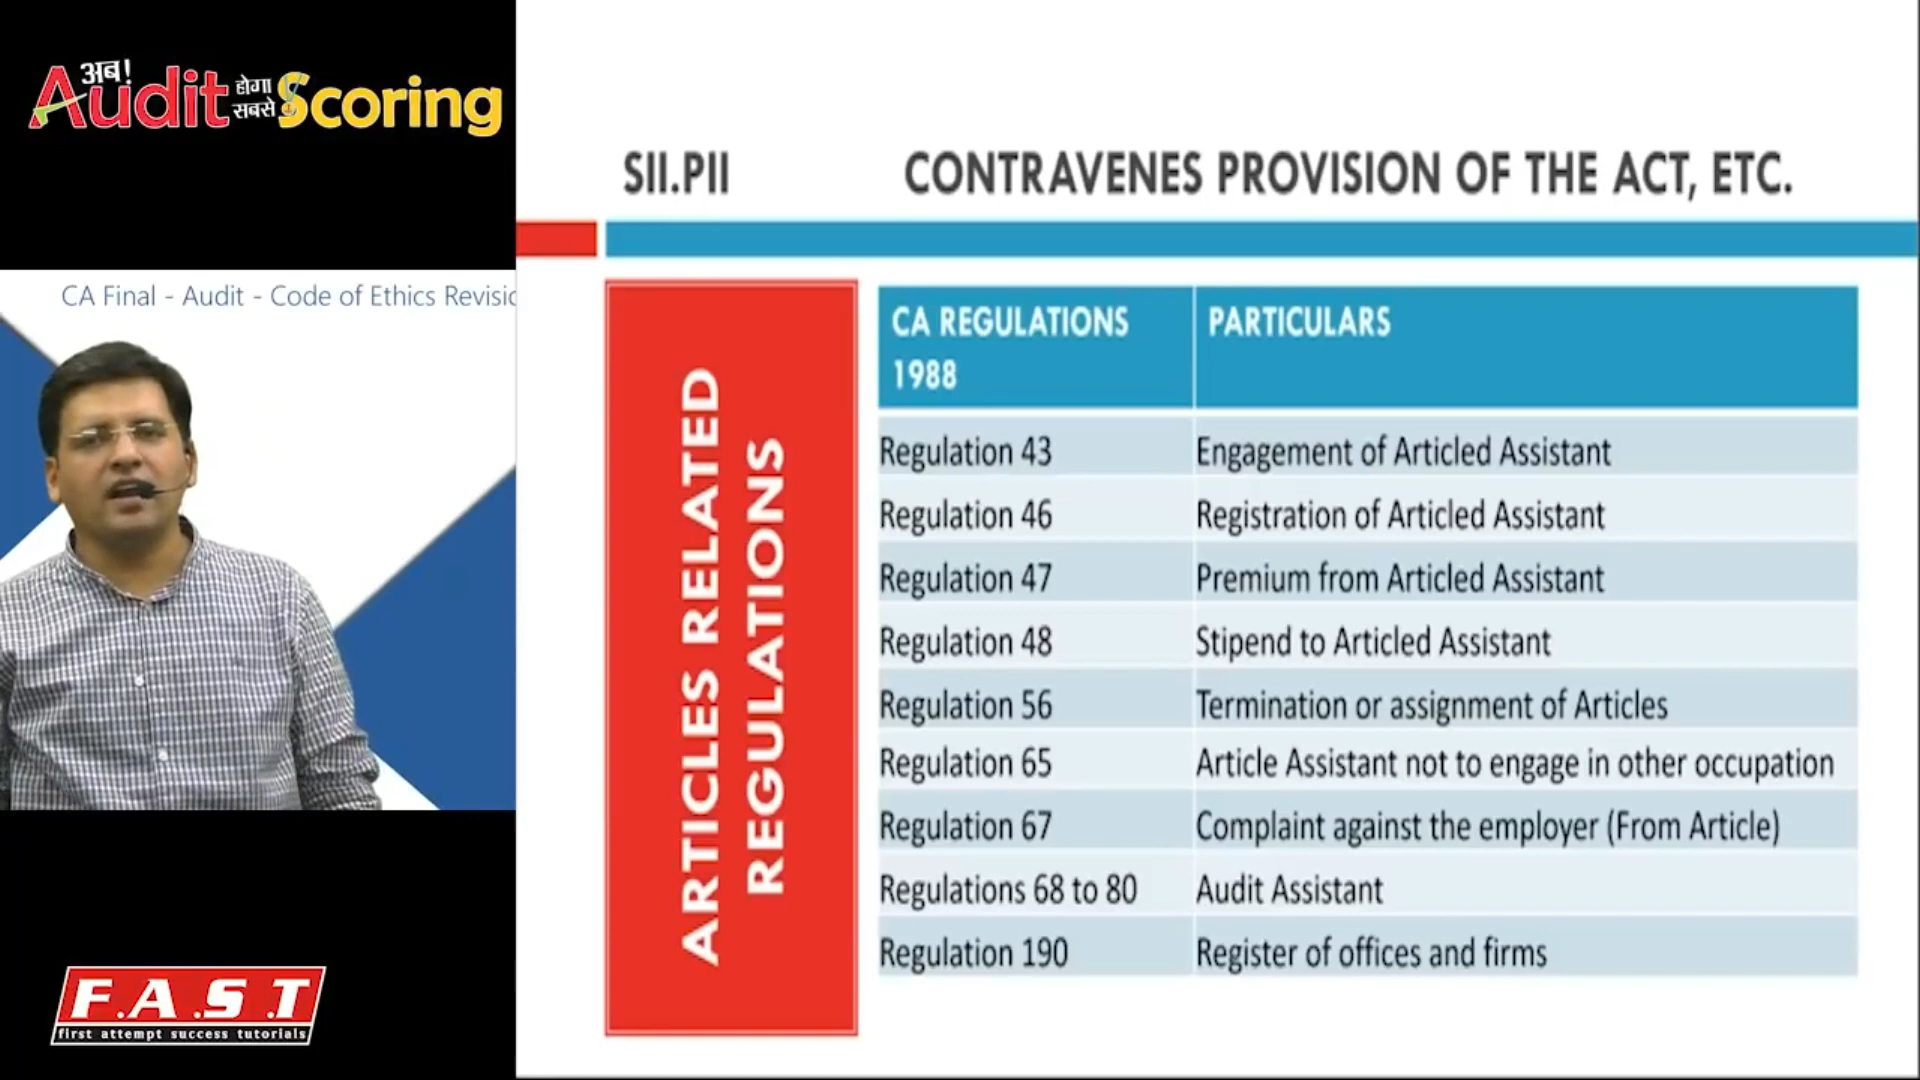 अब!
Audit होगा सबसे Scoring
CA Final - Audit - Code of Ethics Revisio
F.A.S.T
first attempt success tutorials
SII.PII CONTRAVENES PROVISION OF THE ACT, ETC.
ARTICLES RELATED
REGULATIONS
CA REGULATIONS 1988 PARTICULARS
Regulation 43 Engagement of Articled Assistant
Regulation 46 Registration of Articled Assistant
Regulation 47 Premium from Articled Assistant
Regulation 48 Stipend to Articled Assistant
Regulation 56 Termination or assignment of Articles
Regulation 65 Article Assistant not to engage in other occupation
Regulation 67 Complaint against the employer (From Article)
Regulations 68 to 80 Audit Assistant
Regulation 190 Register of offices and firms